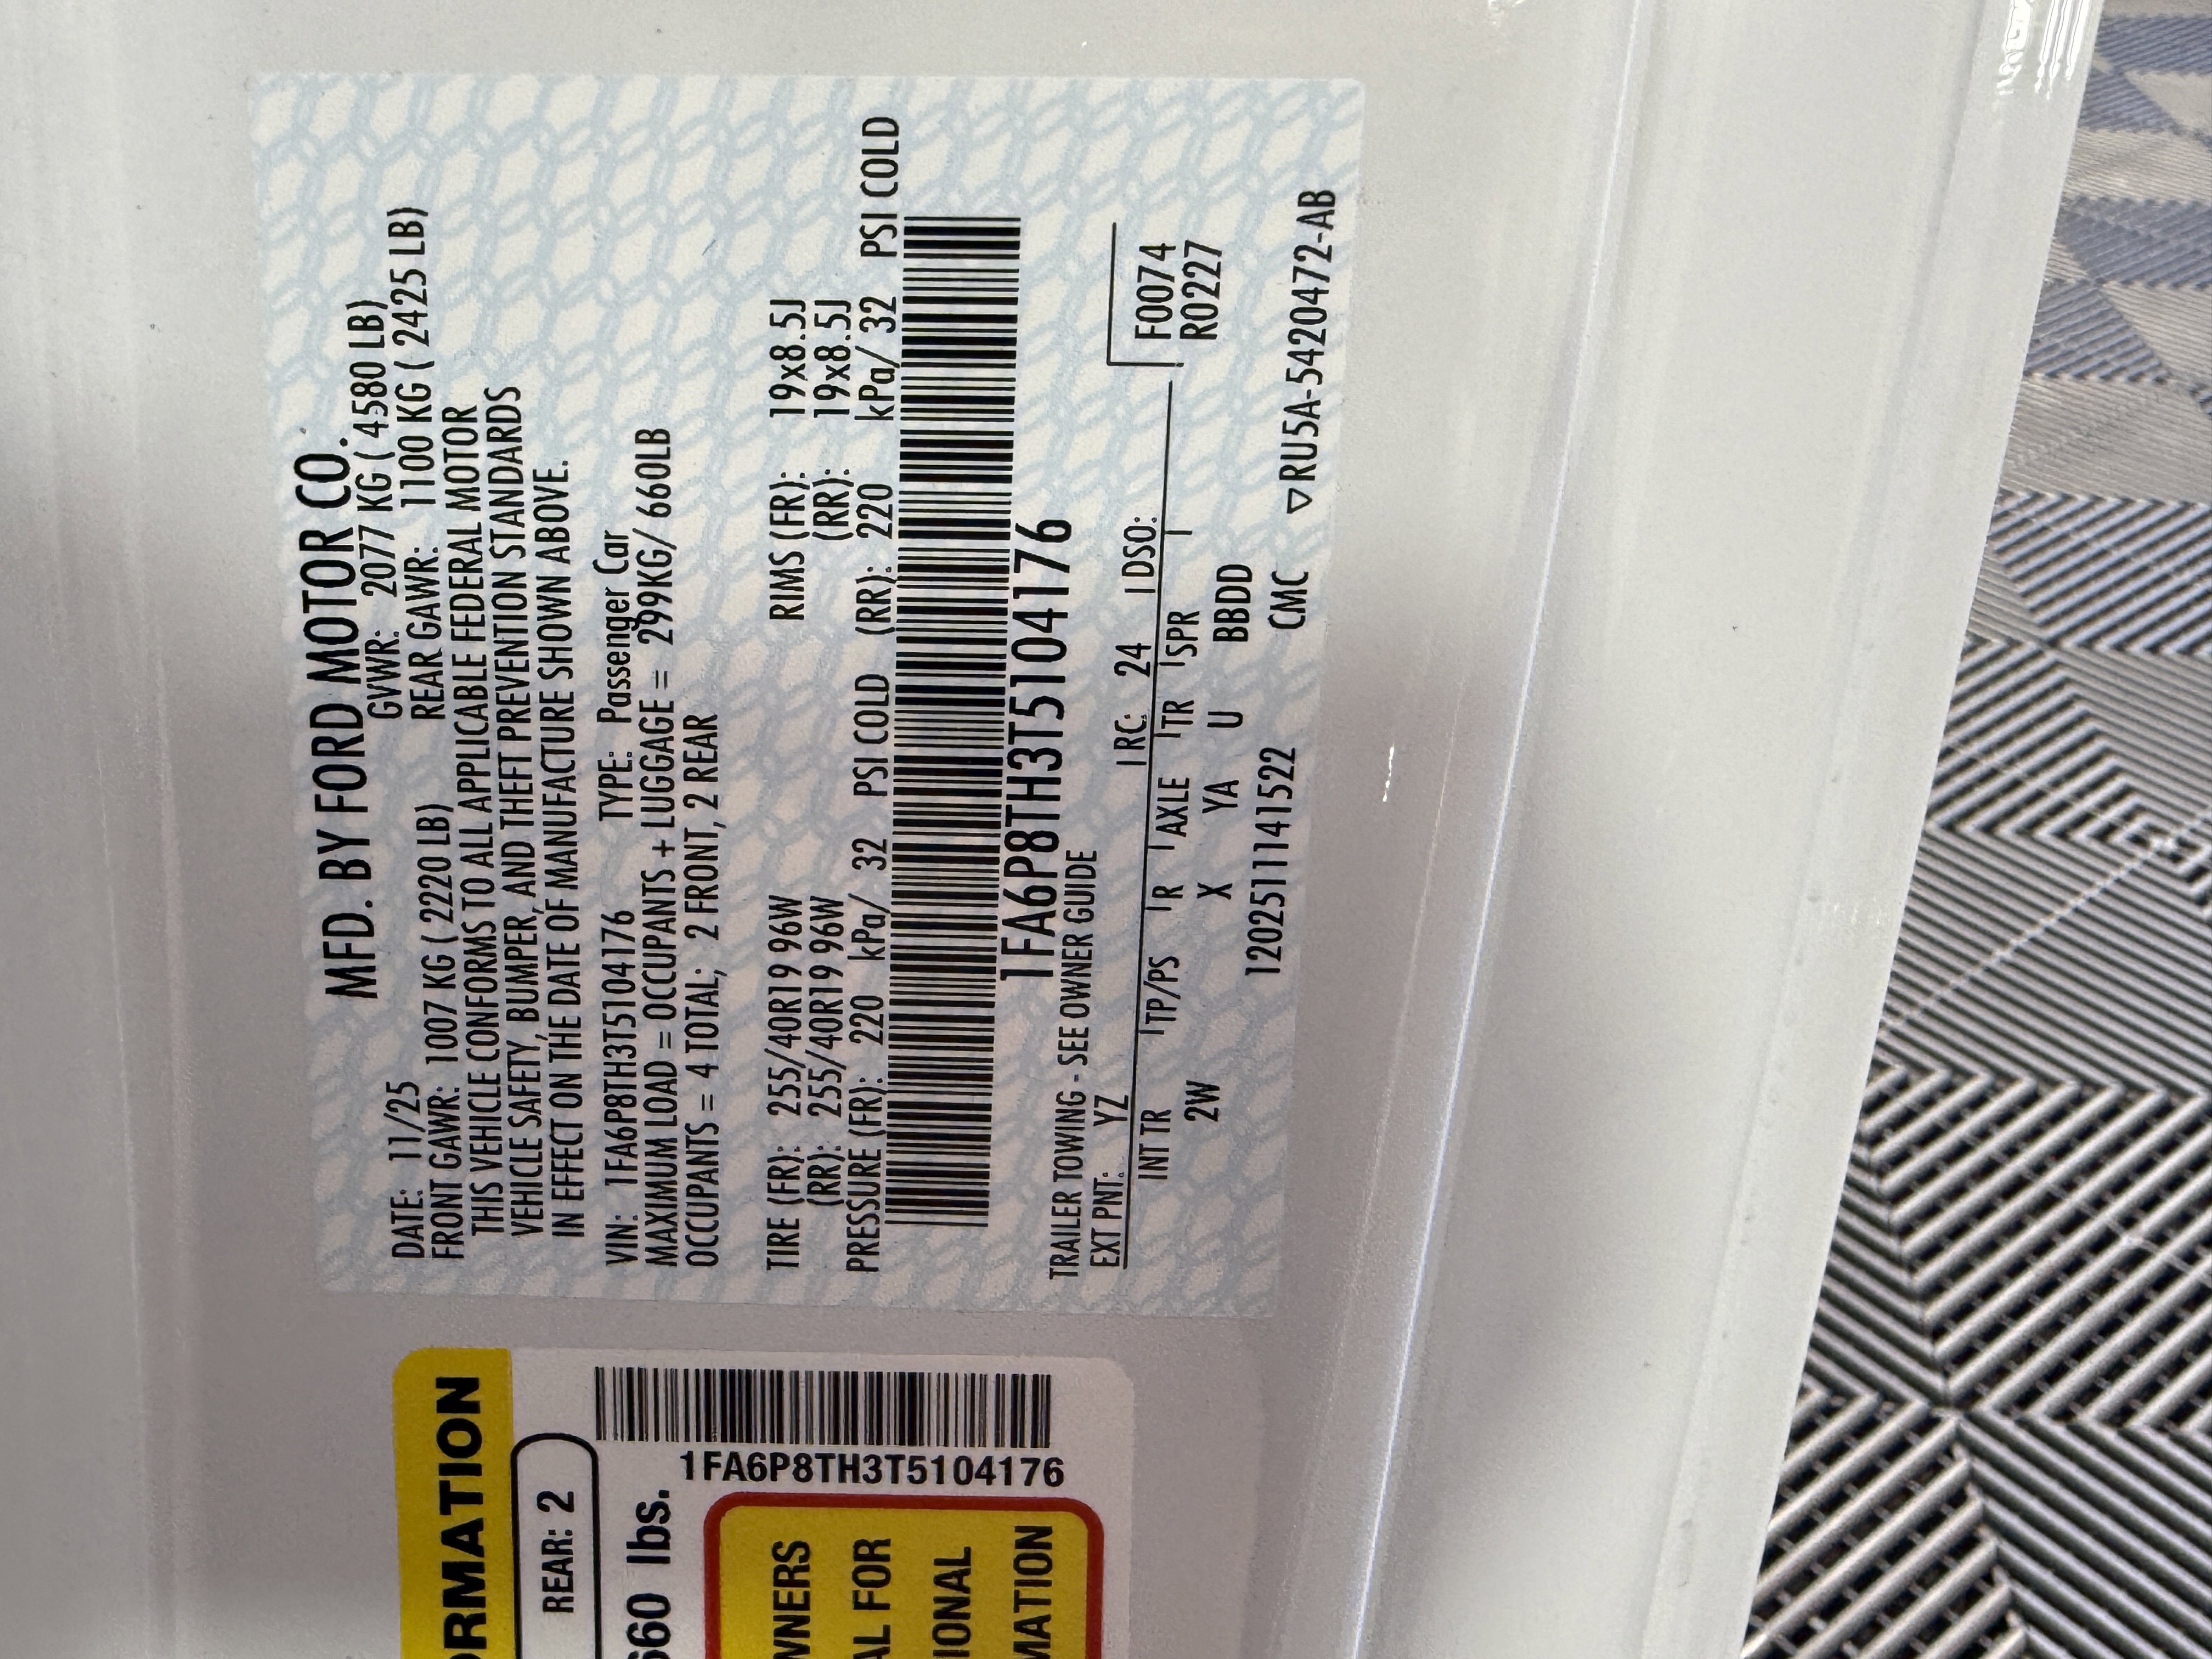 MFD. BY FORD MOTOR CO.
DATE: 11/25 GVWR: 2077 KG ( 4580 LB)
FRONT GAWR: 1007 KG ( 2220 LB) REAR GAWR: 1100 KG ( 2425 LB)
THIS VEHICLE CONFORMS TO ALL APPLICABLE FEDERAL MOTOR
VEHICLE SAFETY, BUMPER, AND THEFT PREVENTION STANDARDS
IN EFFECT ON THE DATE OF MANUFACTURE SHOWN ABOVE.
VIN: 1FA6P8TH3T5104176 TYPE: Passenger Car
MAXIMUM LOAD = OCCUPANTS + LUGGAGE = 299KG/ 660LB
OCCUPANTS = 4 TOTAL; 2 FRONT, 2 REAR
TIRE (FR): 255/40R19 96W RIMS (FR): 19x8.5J
(RR): 255/40R19 96W (RR): 19x8.5J
PRESSURE (FR): 220 kPa/ 32 PSI COLD (RR): 220 kPa/ 32 PSI COLD
1FA6P8TH3T5104176
TRAILER TOWING - SEE OWNER GUIDE
EXT PNT: YZ RC: 24 DSO:
INT TR TP/PS R AXLE TR SPR F0074
2W X YA U BBDD R0227
1202511141522 CMC ▽RU5A-5420472-AB
ORMATION
REAR: 2
660 lbs.
1FA6P8TH3T5104176
WNERS
AL FOR
IONAL
MATION